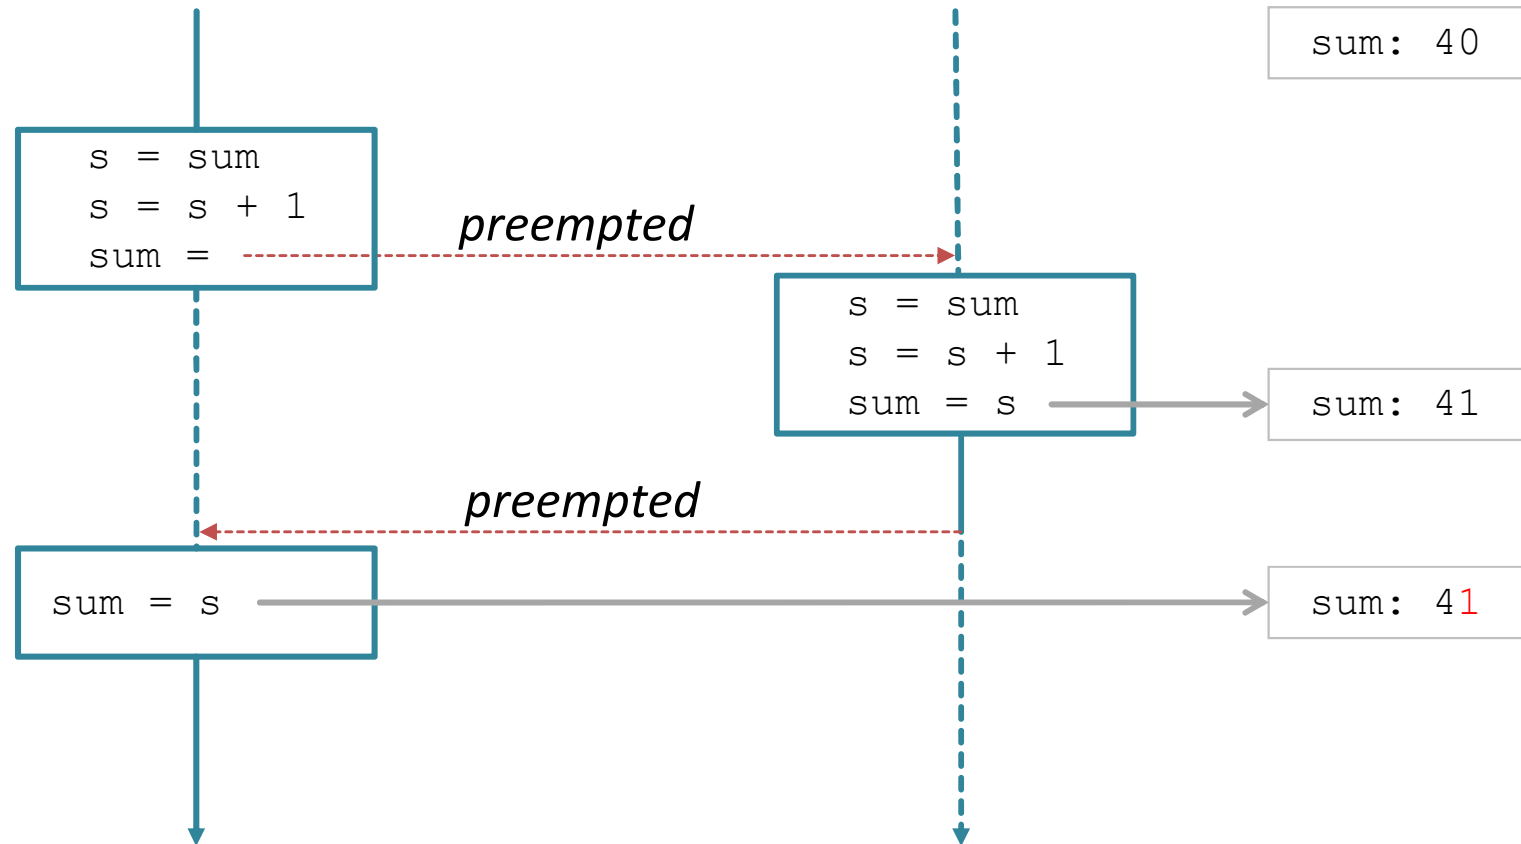 sum: 40
s = sum
s = s + 1
sum =
preempted
s = sum
s = s + 1
sum = s
sum: 41
preempted
sum = s
sum: 41